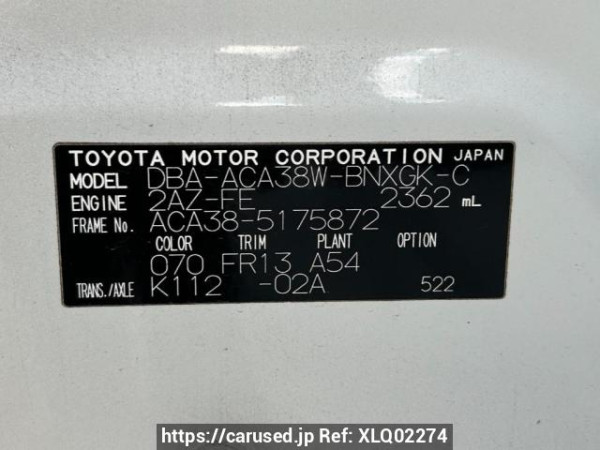 TOYOTA MOTOR CORPORATION JAPAN
MODEL DBA-ACA38W-BNXGK-C
ENGINE 2AZ-FE 2362 mL
FRAME No. ACA38-5175872
COLOR TRIM PLANT OPTION
070 FR13 A54
TRANS./AXLE K112 -02A 522
https://carused.jp Ref: XLQ02274